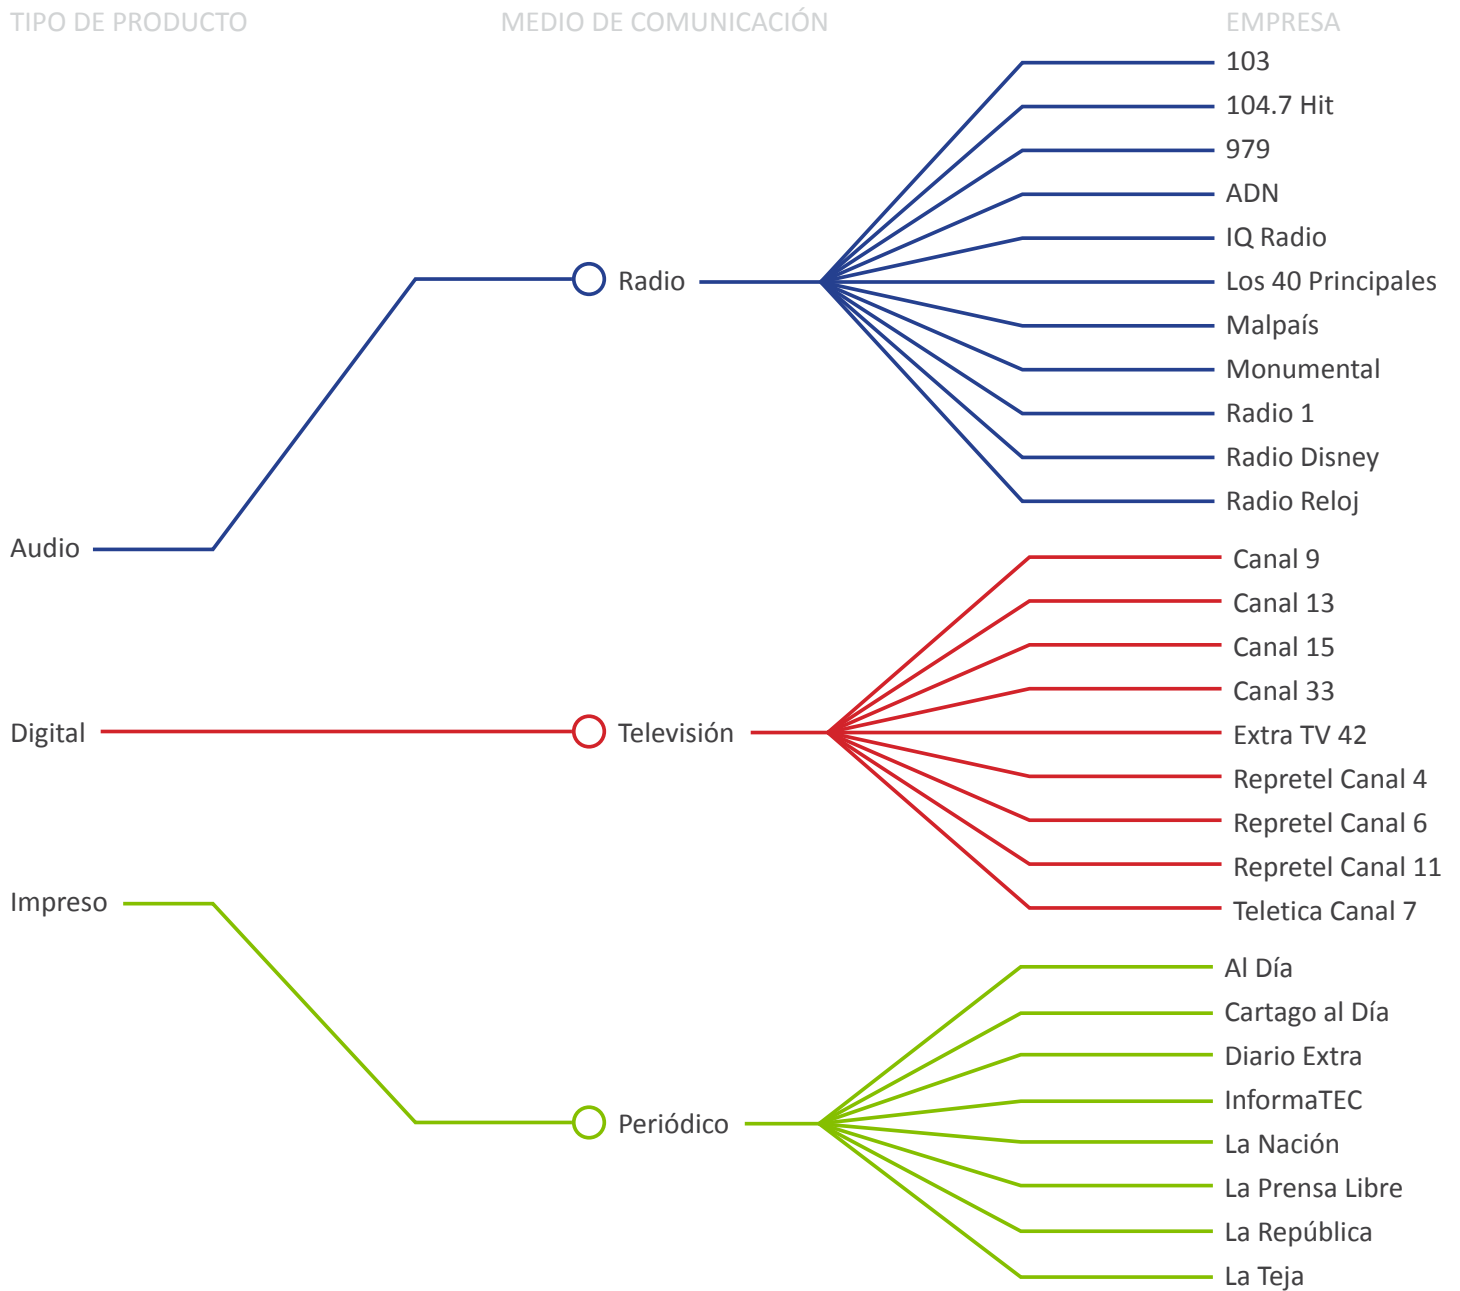 TIPO DE PRODUCTO
MEDIO DE COMUNICACIÓN
EMPRESA
Audio
Radio
103
104.7 Hit
979
ADN
IQ Radio
Los 40 Principales
Malpaís
Monumental
Radio 1
Radio Disney
Radio Reloj
Digital
Televisión
Canal 9
Canal 13
Canal 15
Canal 33
Extra TV 42
Repretel Canal 4
Repretel Canal 6
Repretel Canal 11
Teletica Canal 7
Impreso
Periódico
Al Día
Cartago al Día
Diario Extra
InformaTEC
La Nación
La Prensa Libre
La República
La Teja